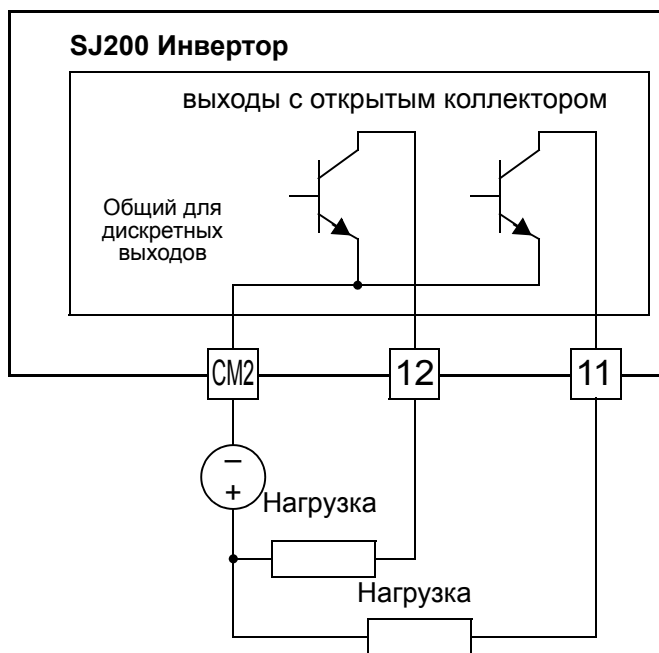 SJ200 Инвертор
выходы с открытым коллектором
Общий для
дискретных
выходов
CM2
12
11
–
+
Нагрузка
Нагрузка